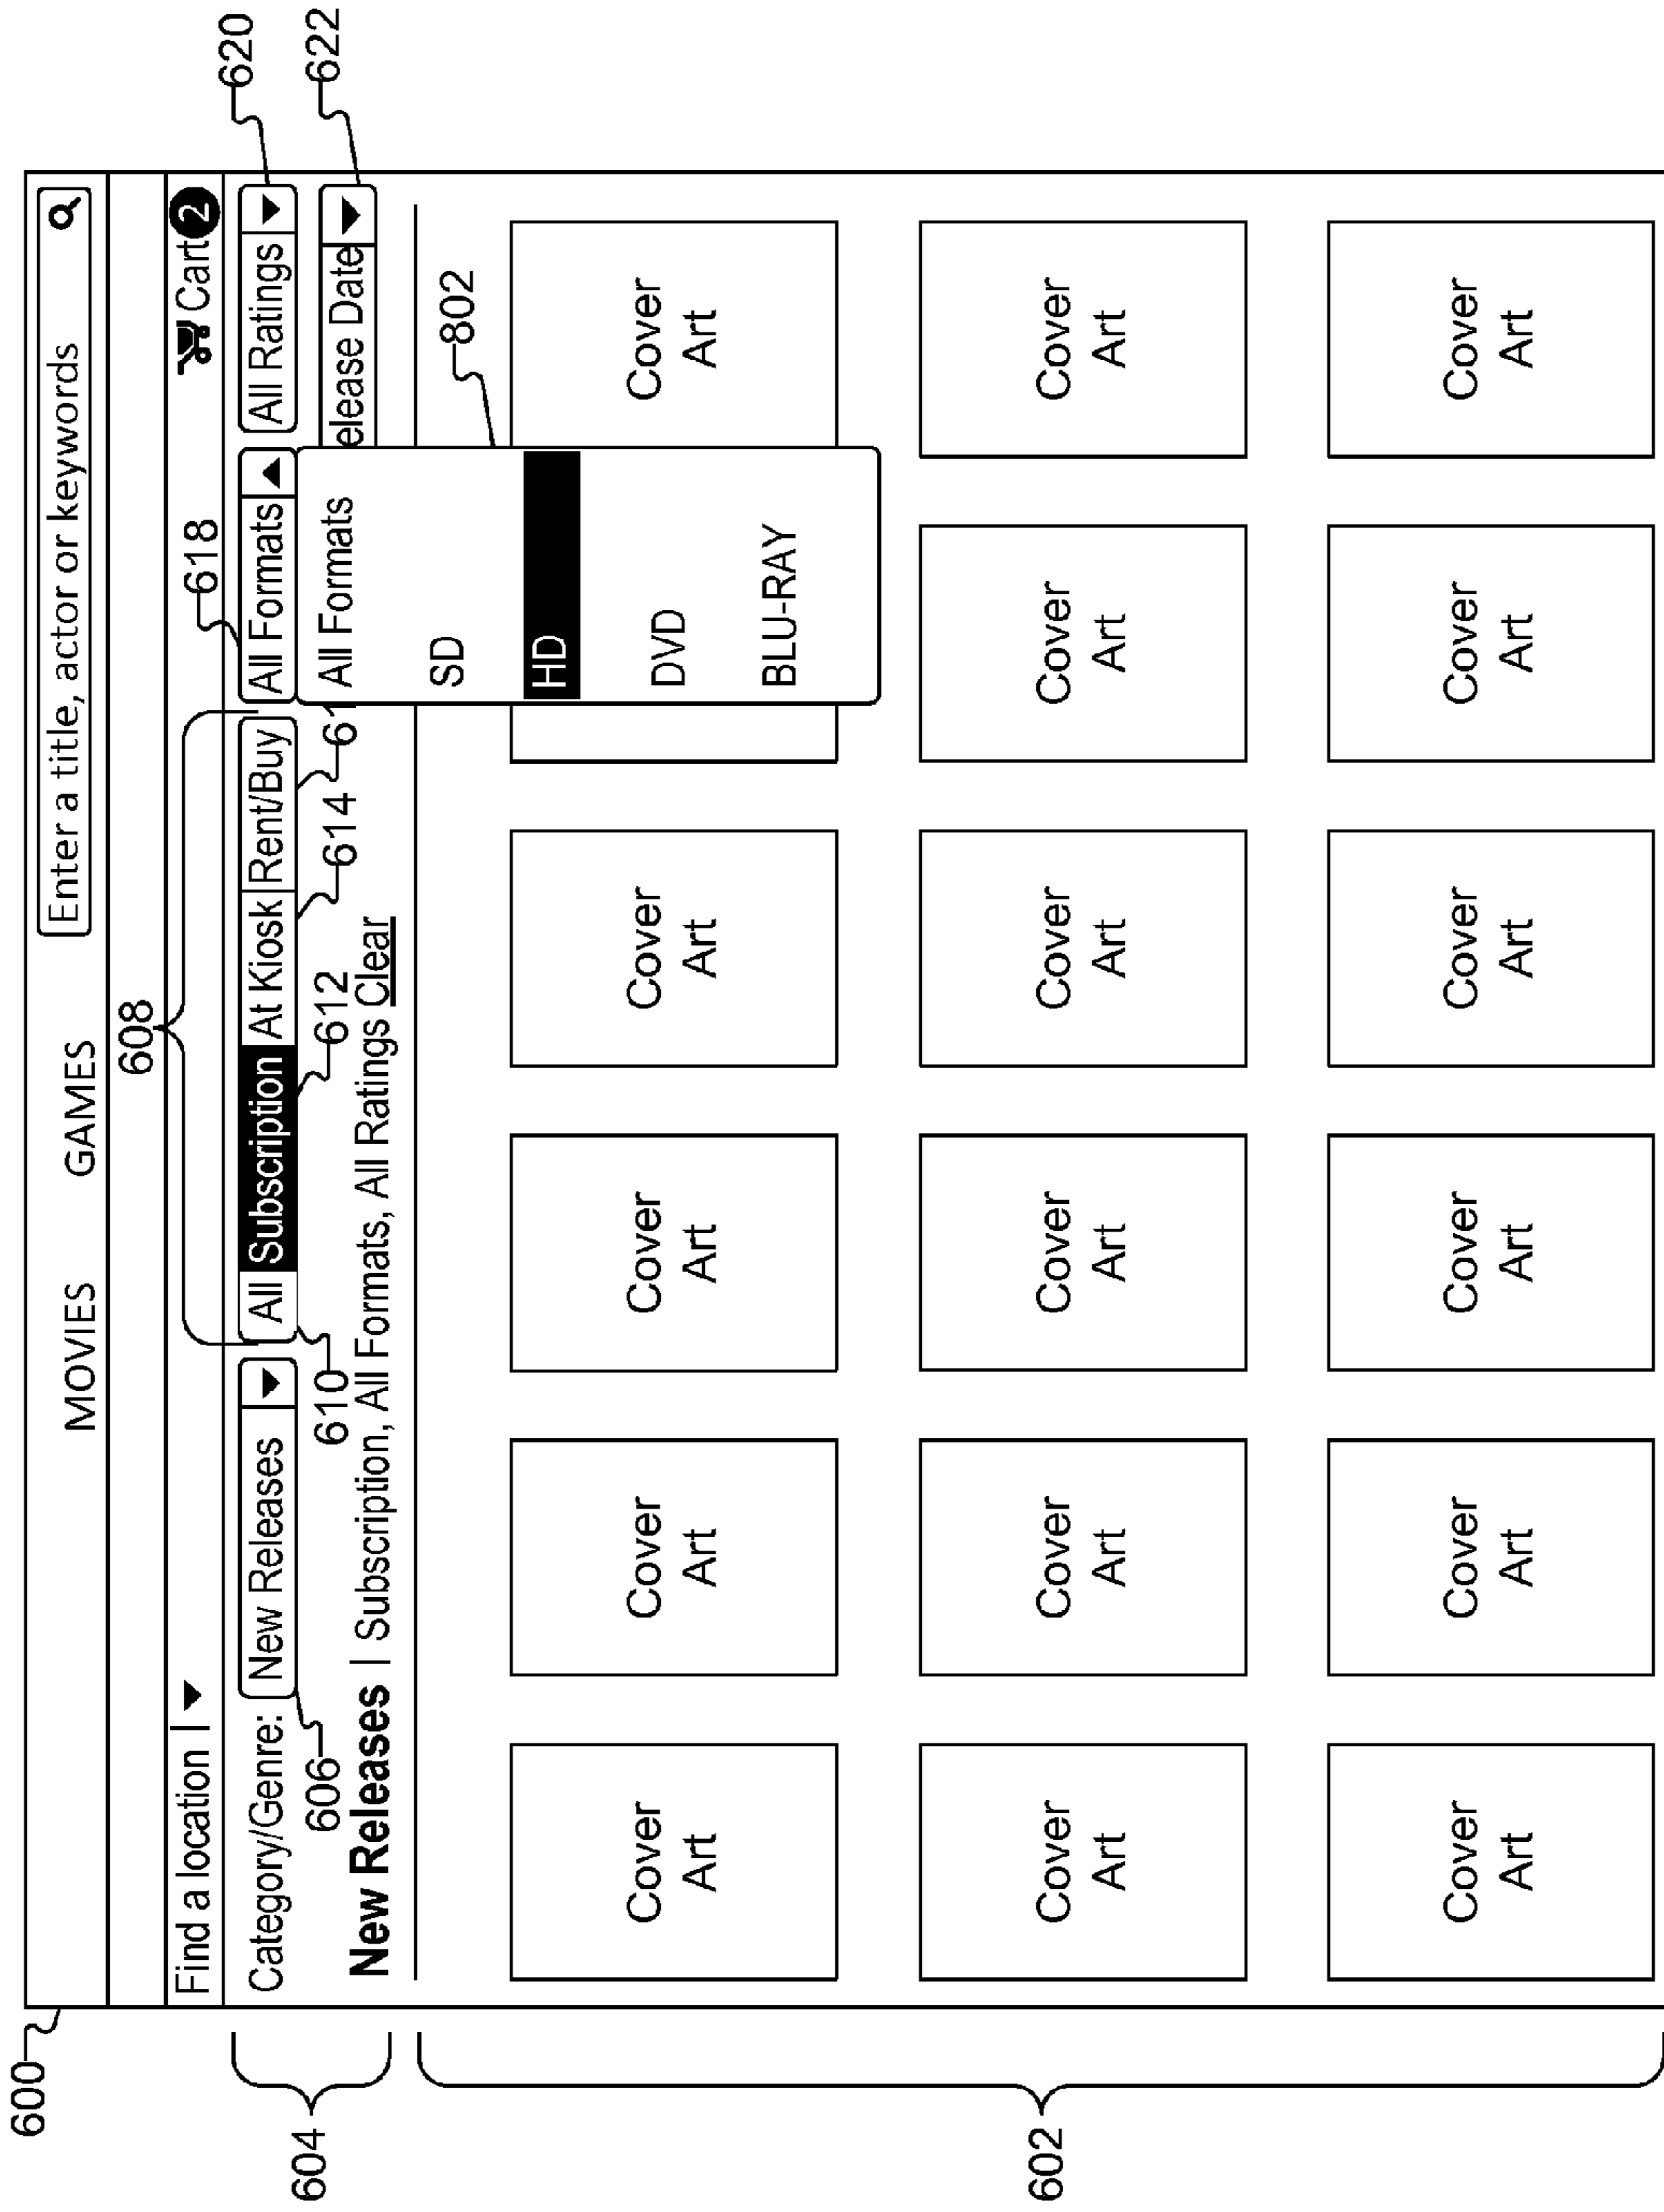 600
MOVIES GAMES Enter a title, actor or keywords
608
Find a location 618 Cart 2
Category/Genre: New Releases All Subscription At Kiosk Rent/Buy All Formats All Ratings 620
604
606 610 612 614 61 All Formats elease Date 622
New Releases | Subscription, All Formats, All Ratings Clear
SD 802
HD
DVD
BLU-RAY
Cover Cover Cover Cover Cover
Art Art Art Art Art
602
Cover Cover Cover Cover Cover Cover
Art Art Art Art Art Art
Cover Cover Cover Cover Cover Cover
Art Art Art Art Art Art